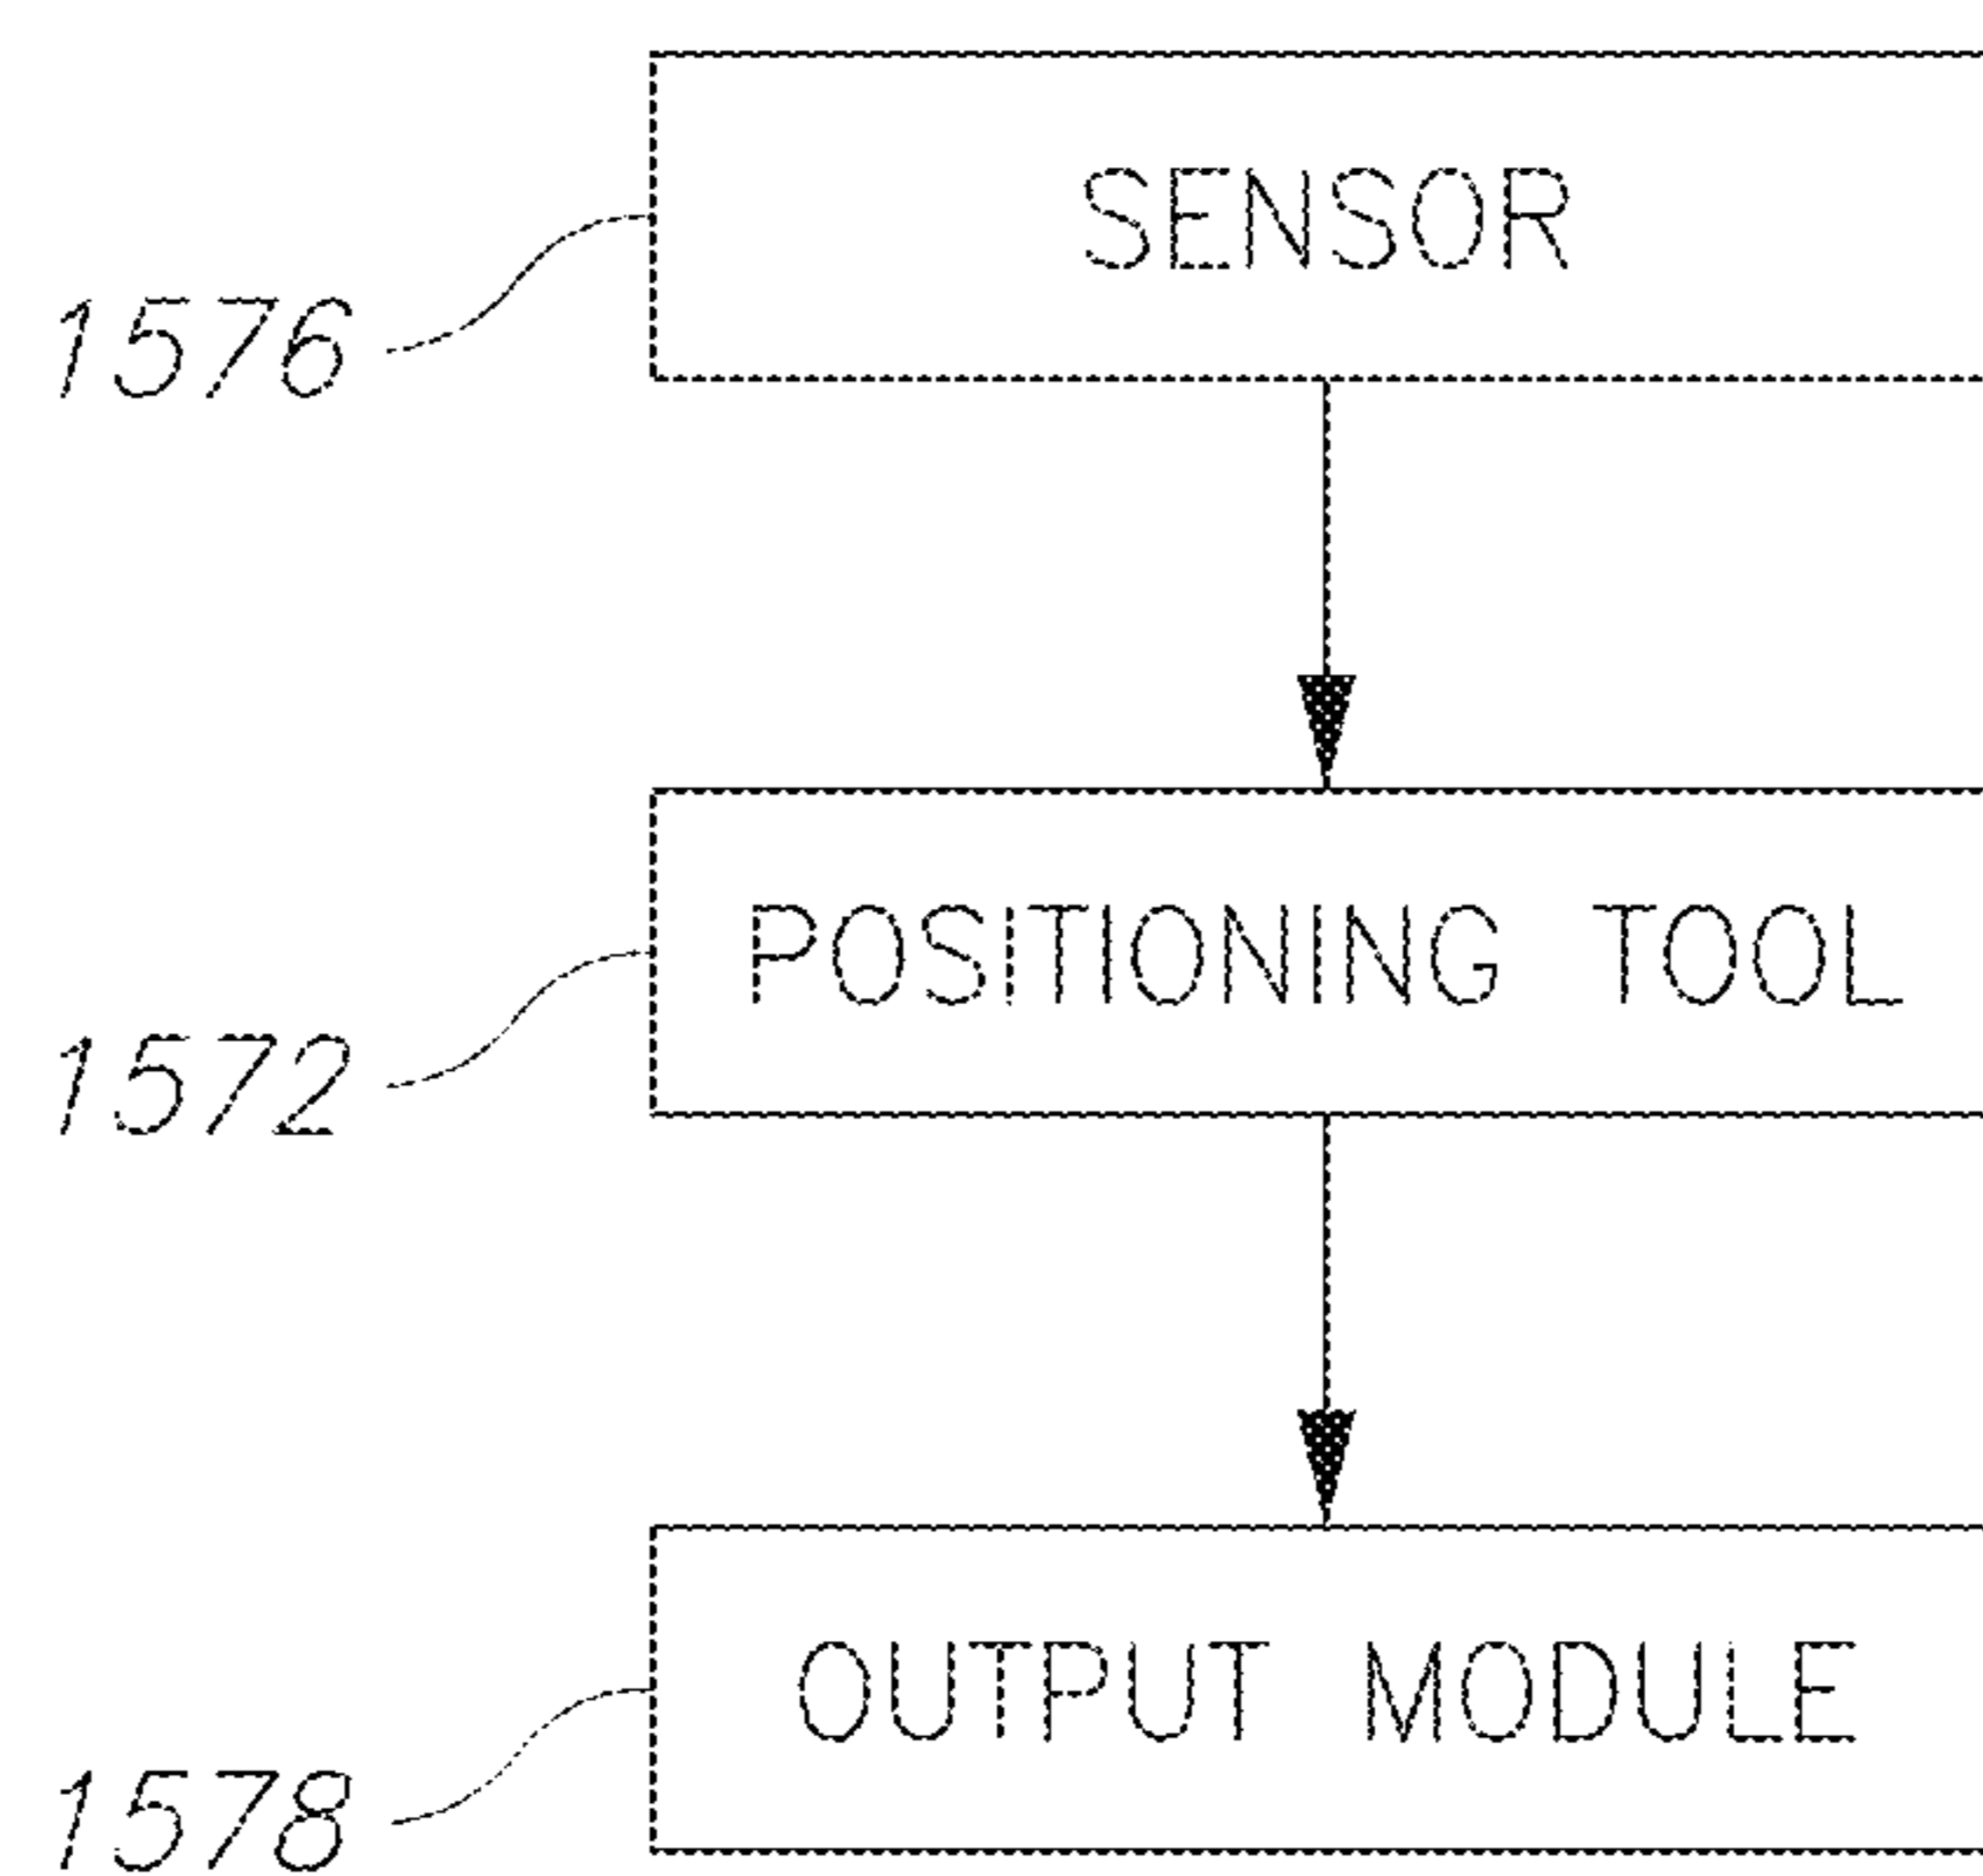 SENSOR
1576
POSITIONING TOOL
1572
OUTPUT MODULE
1578